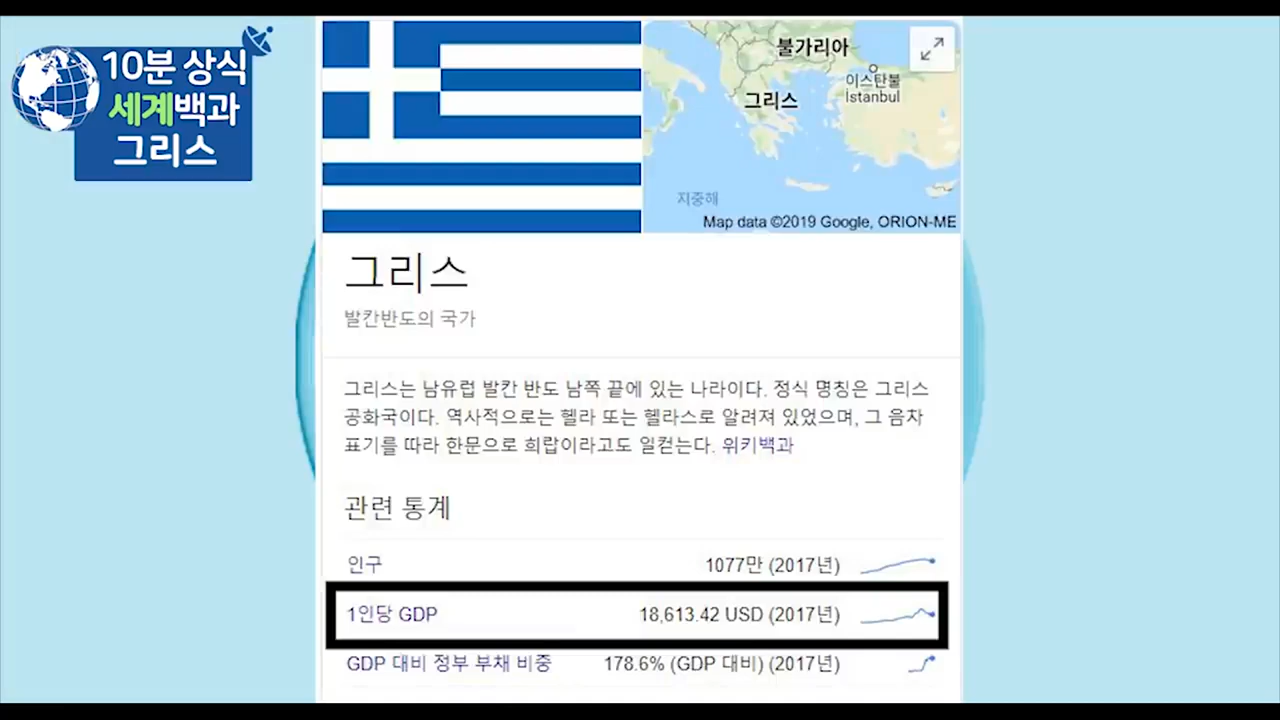 10분 상식
세계백과
그리스
불가리아
이스탄불
Istanbul
그리스
지중해
Map data ©2019 Google, ORION-ME
그리스
발칸반도의 국가
그리스는 남유럽 발칸 반도 남쪽 끝에 있는 나라이다. 정식 명칭은 그리스
공화국이다. 역사적으로는 헬라 또는 헬라스로 알려져 있었으며, 그 음차
표기를 따라 한문으로 희랍이라고도 일컫는다. 위키백과
관련 통계
인구 1077만 (2017년)
1인당 GDP 18,613.42 USD (2017년)
GDP 대비 정부 부채 비중 178.6% (GDP 대비) (2017년)